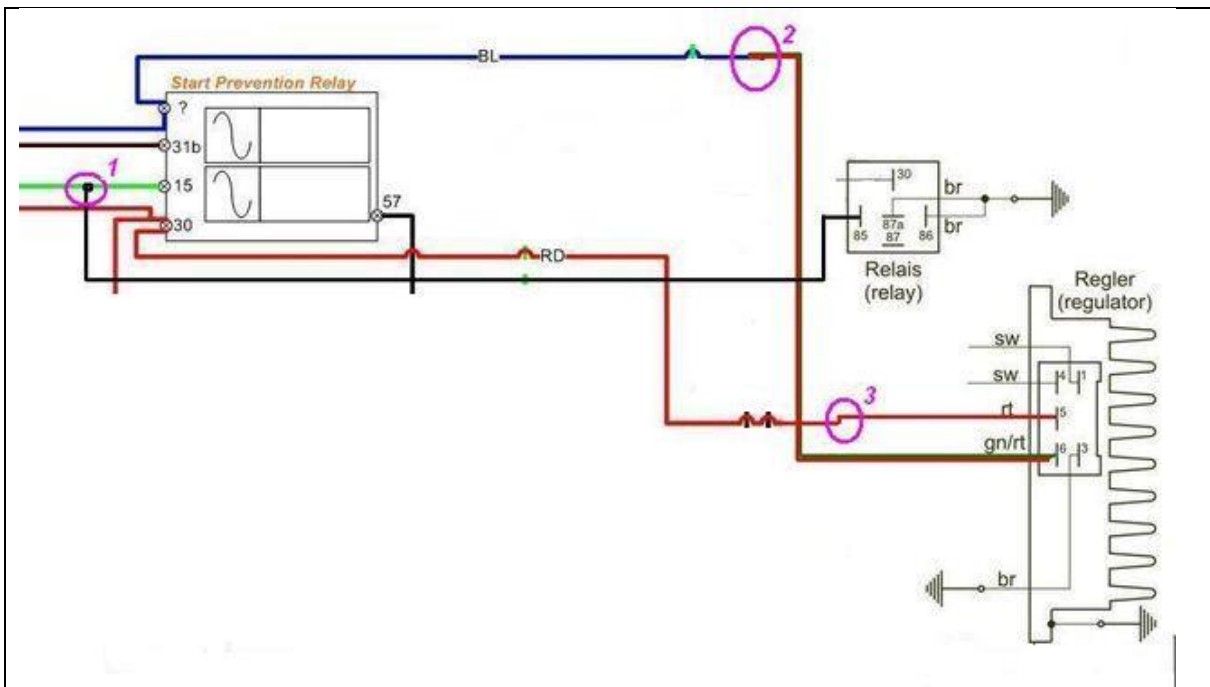 2
BL
Start Prevention Relay
?
31b
1
15
57
30
RD
30
br
87a
85
87
86
br
Relais
(relay)
Regler
(regulator)
sw
sw
4
1
3
rt
5
gn/rt
6
3
br